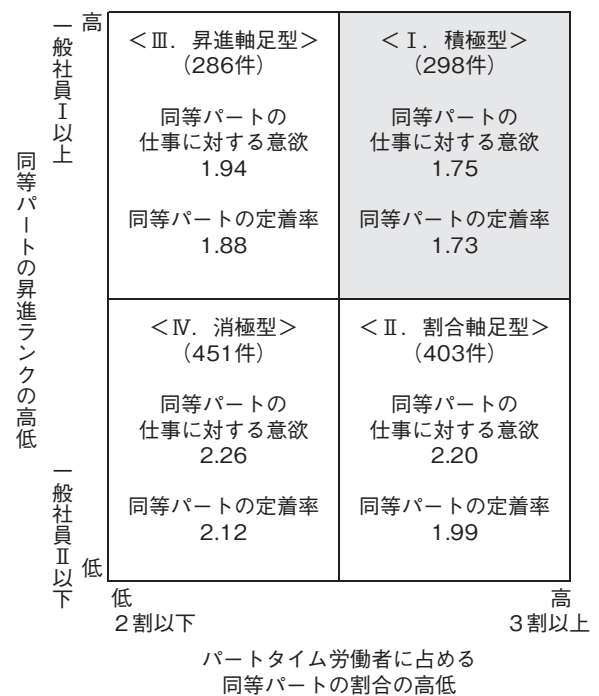 同等パートの昇進ランクの高低
一般社員Ⅰ以上
一般社員Ⅱ以下
高
低
＜Ⅲ．昇進軸足型＞
（286件）
同等パートの
仕事に対する意欲
1.94
同等パートの定着率
1.88
＜Ⅰ．積極型＞
（298件）
同等パートの
仕事に対する意欲
1.75
同等パートの定着率
1.73
＜Ⅳ．消極型＞
（451件）
同等パートの
仕事に対する意欲
2.26
同等パートの定着率
2.12
＜Ⅱ．割合軸足型＞
（403件）
同等パートの
仕事に対する意欲
2.20
同等パートの定着率
1.99
低
2割以下
高
3割以上
パートタイム労働者に占める
同等パートの割合の高低